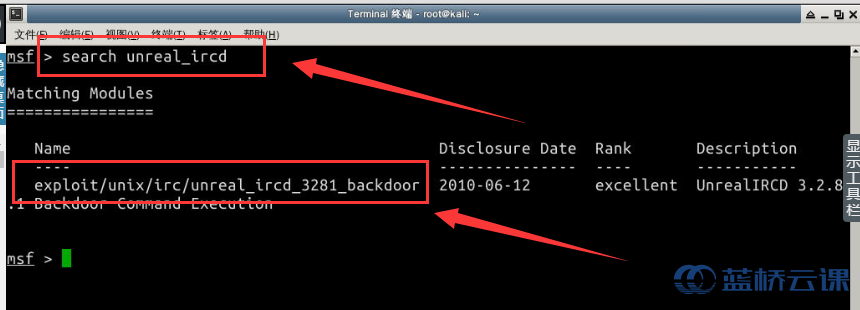 Terminal 终端 - root@kali: ~
文件(F) 编辑(E) 视图(V) 终端(T) 标签(A) 帮助(H)
msf > search unreal_ircd
Matching Modules
================
Name Disclosure Date Rank Description
---- --------------- ---- -----------
exploit/unix/irc/unreal_ircd_3281_backdoor 2010-06-12 excellent UnrealIRCD 3.2.8
.1 Backdoor Command Execution
msf >
显示工具栏
蓝桥云课